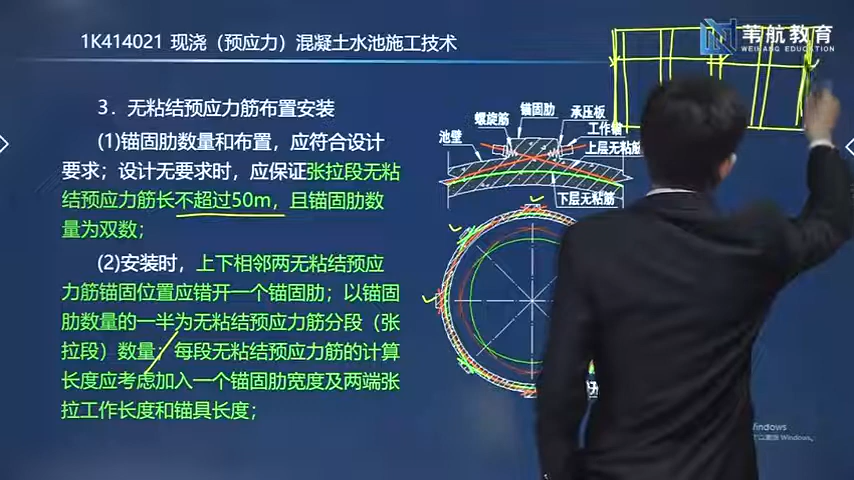 1K414021 现浇（预应力）混凝土水池施工技术
苇航教育
WEIHANG EDUCATION
3．无粘结预应力筋布置安装
(1)锚固肋数量和布置，应符合设计
要求；设计无要求时，应保证张拉段无粘
结预应力筋长不超过50m，且锚固肋数
量为双数；
(2)安装时，上下相邻两无粘结预应
力筋锚固位置应错开一个锚固肋；以锚固
肋数量的一半为无粘结预应力筋分段（张
拉段）数量；每段无粘结预应力筋的计算
长度应考虑加入一个锚固肋宽度及两端张
拉工作长度和锚具长度；
锚固肋
承压板
螺旋筋
工作锚
池壁
上层无粘筋
下层无粘筋